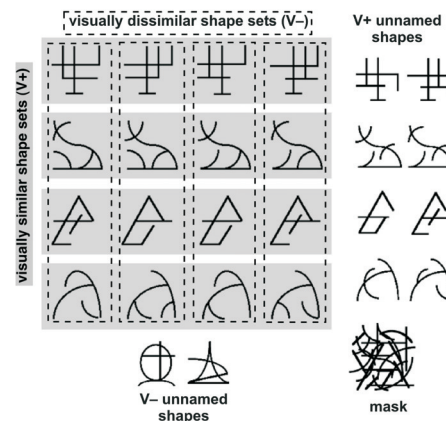 visually dissimilar shape sets (V–)
V+ unnamed
shapes
visually similar shape sets (V+)
V– unnamed
shapes
mask